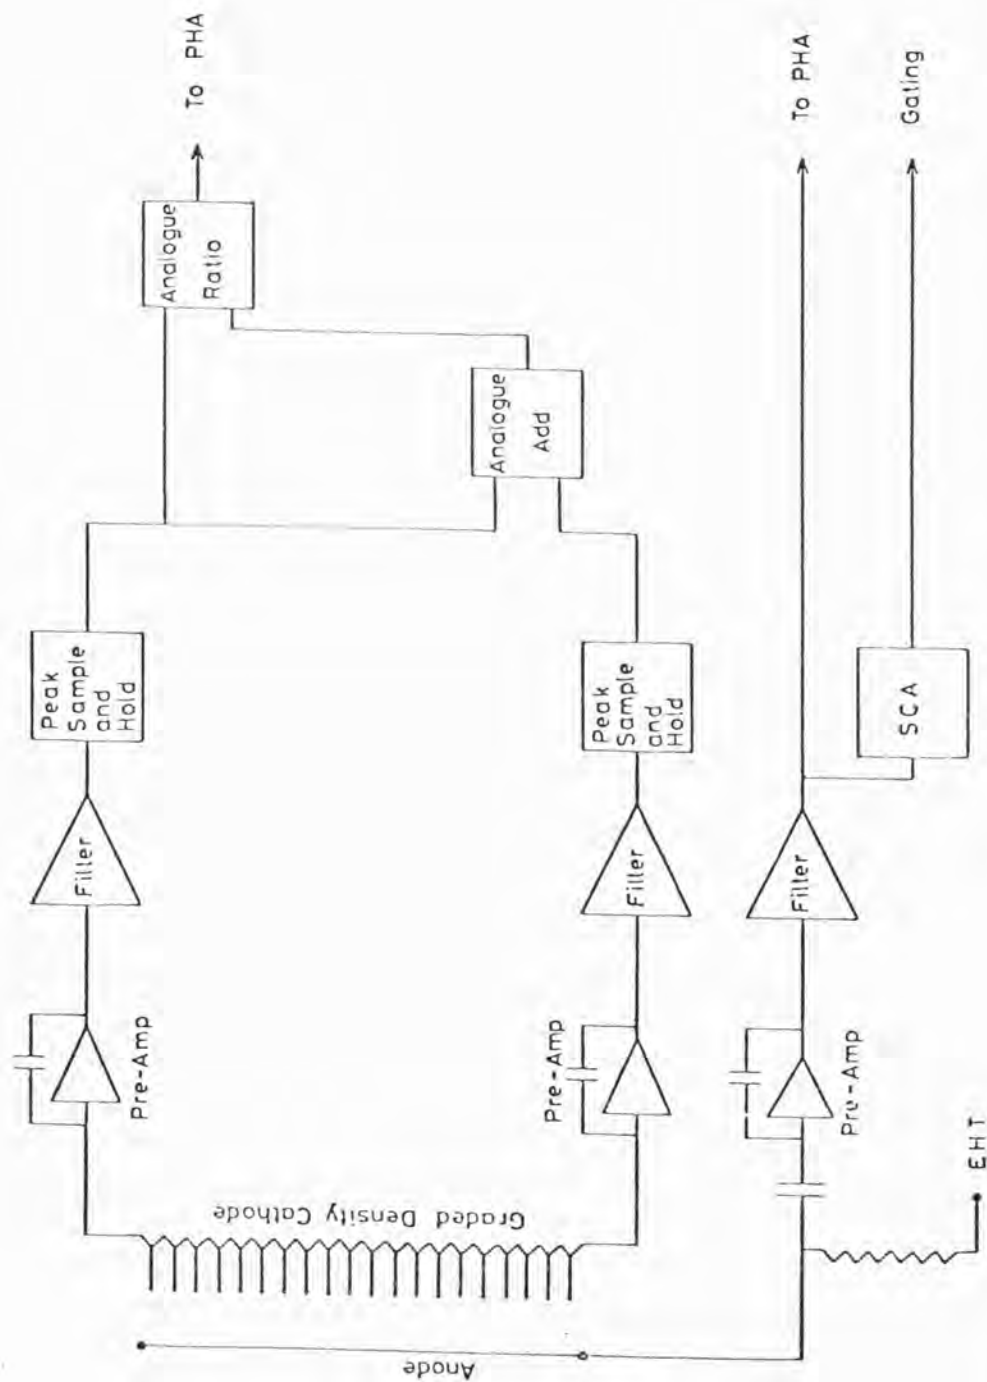 To PHA
Analogue
Ratio
Analogue
Add
Peak
Sample
and
Hold
Filter
Pre-Amp
Graded Density Cathode
Peak
Sample
and
Hold
Filter
Pre-Amp
Anode
To PHA
Gating
SCA
Filter
Pre-Amp
EHT